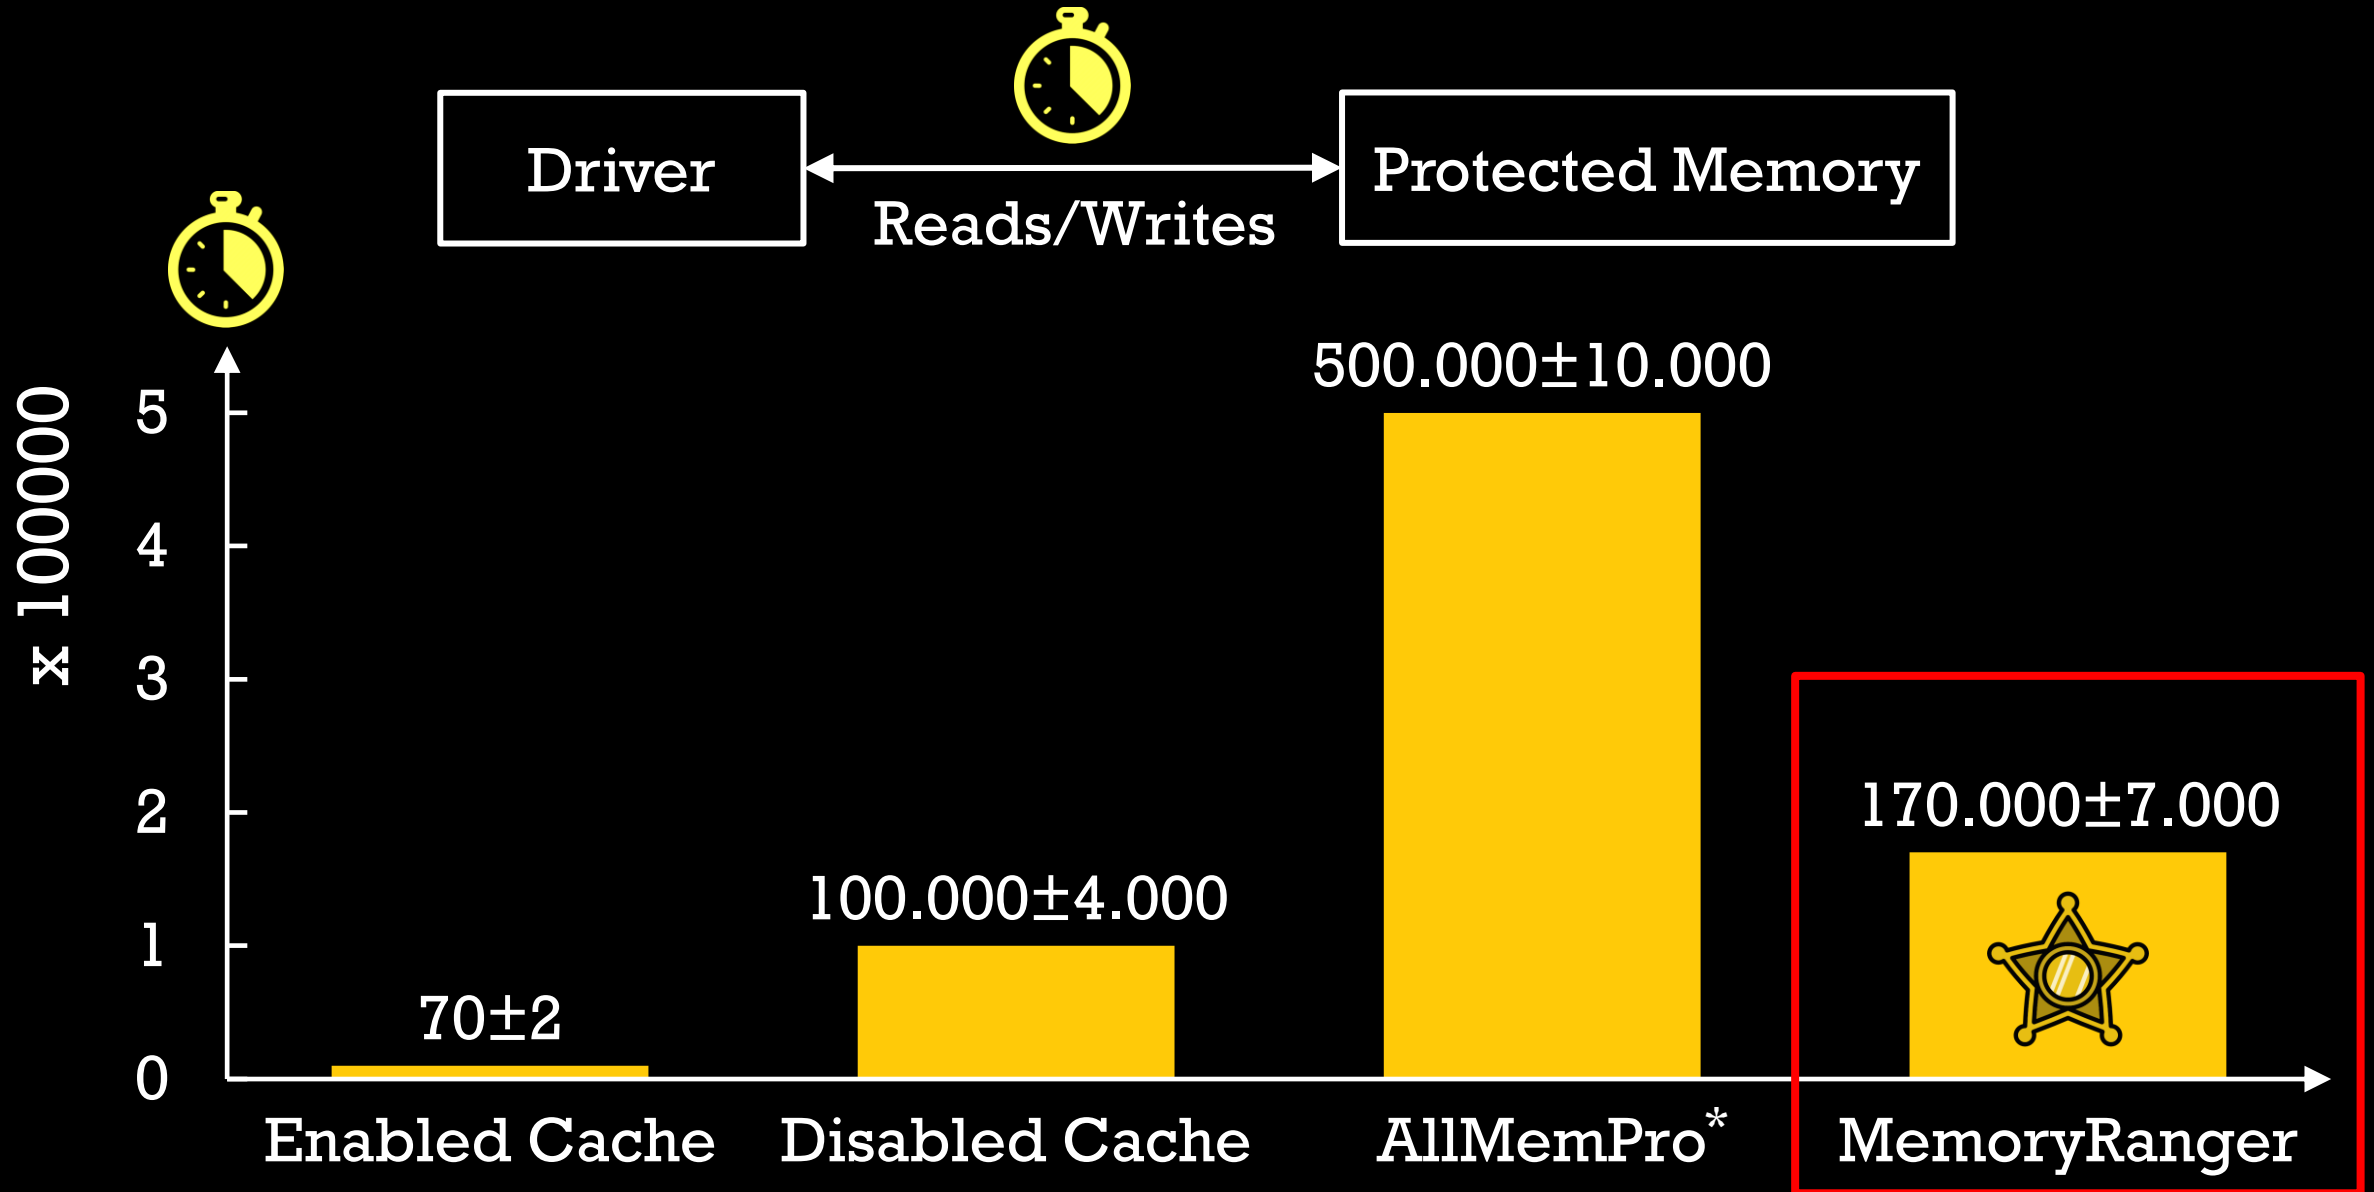 Driver
Reads/Writes
Protected Memory
x 100000
5
4
3
2
1
0
500.000±10.000
170.000±7.000
100.000±4.000
70±2
Enabled Cache
Disabled Cache
AllMemPro*
MemoryRanger